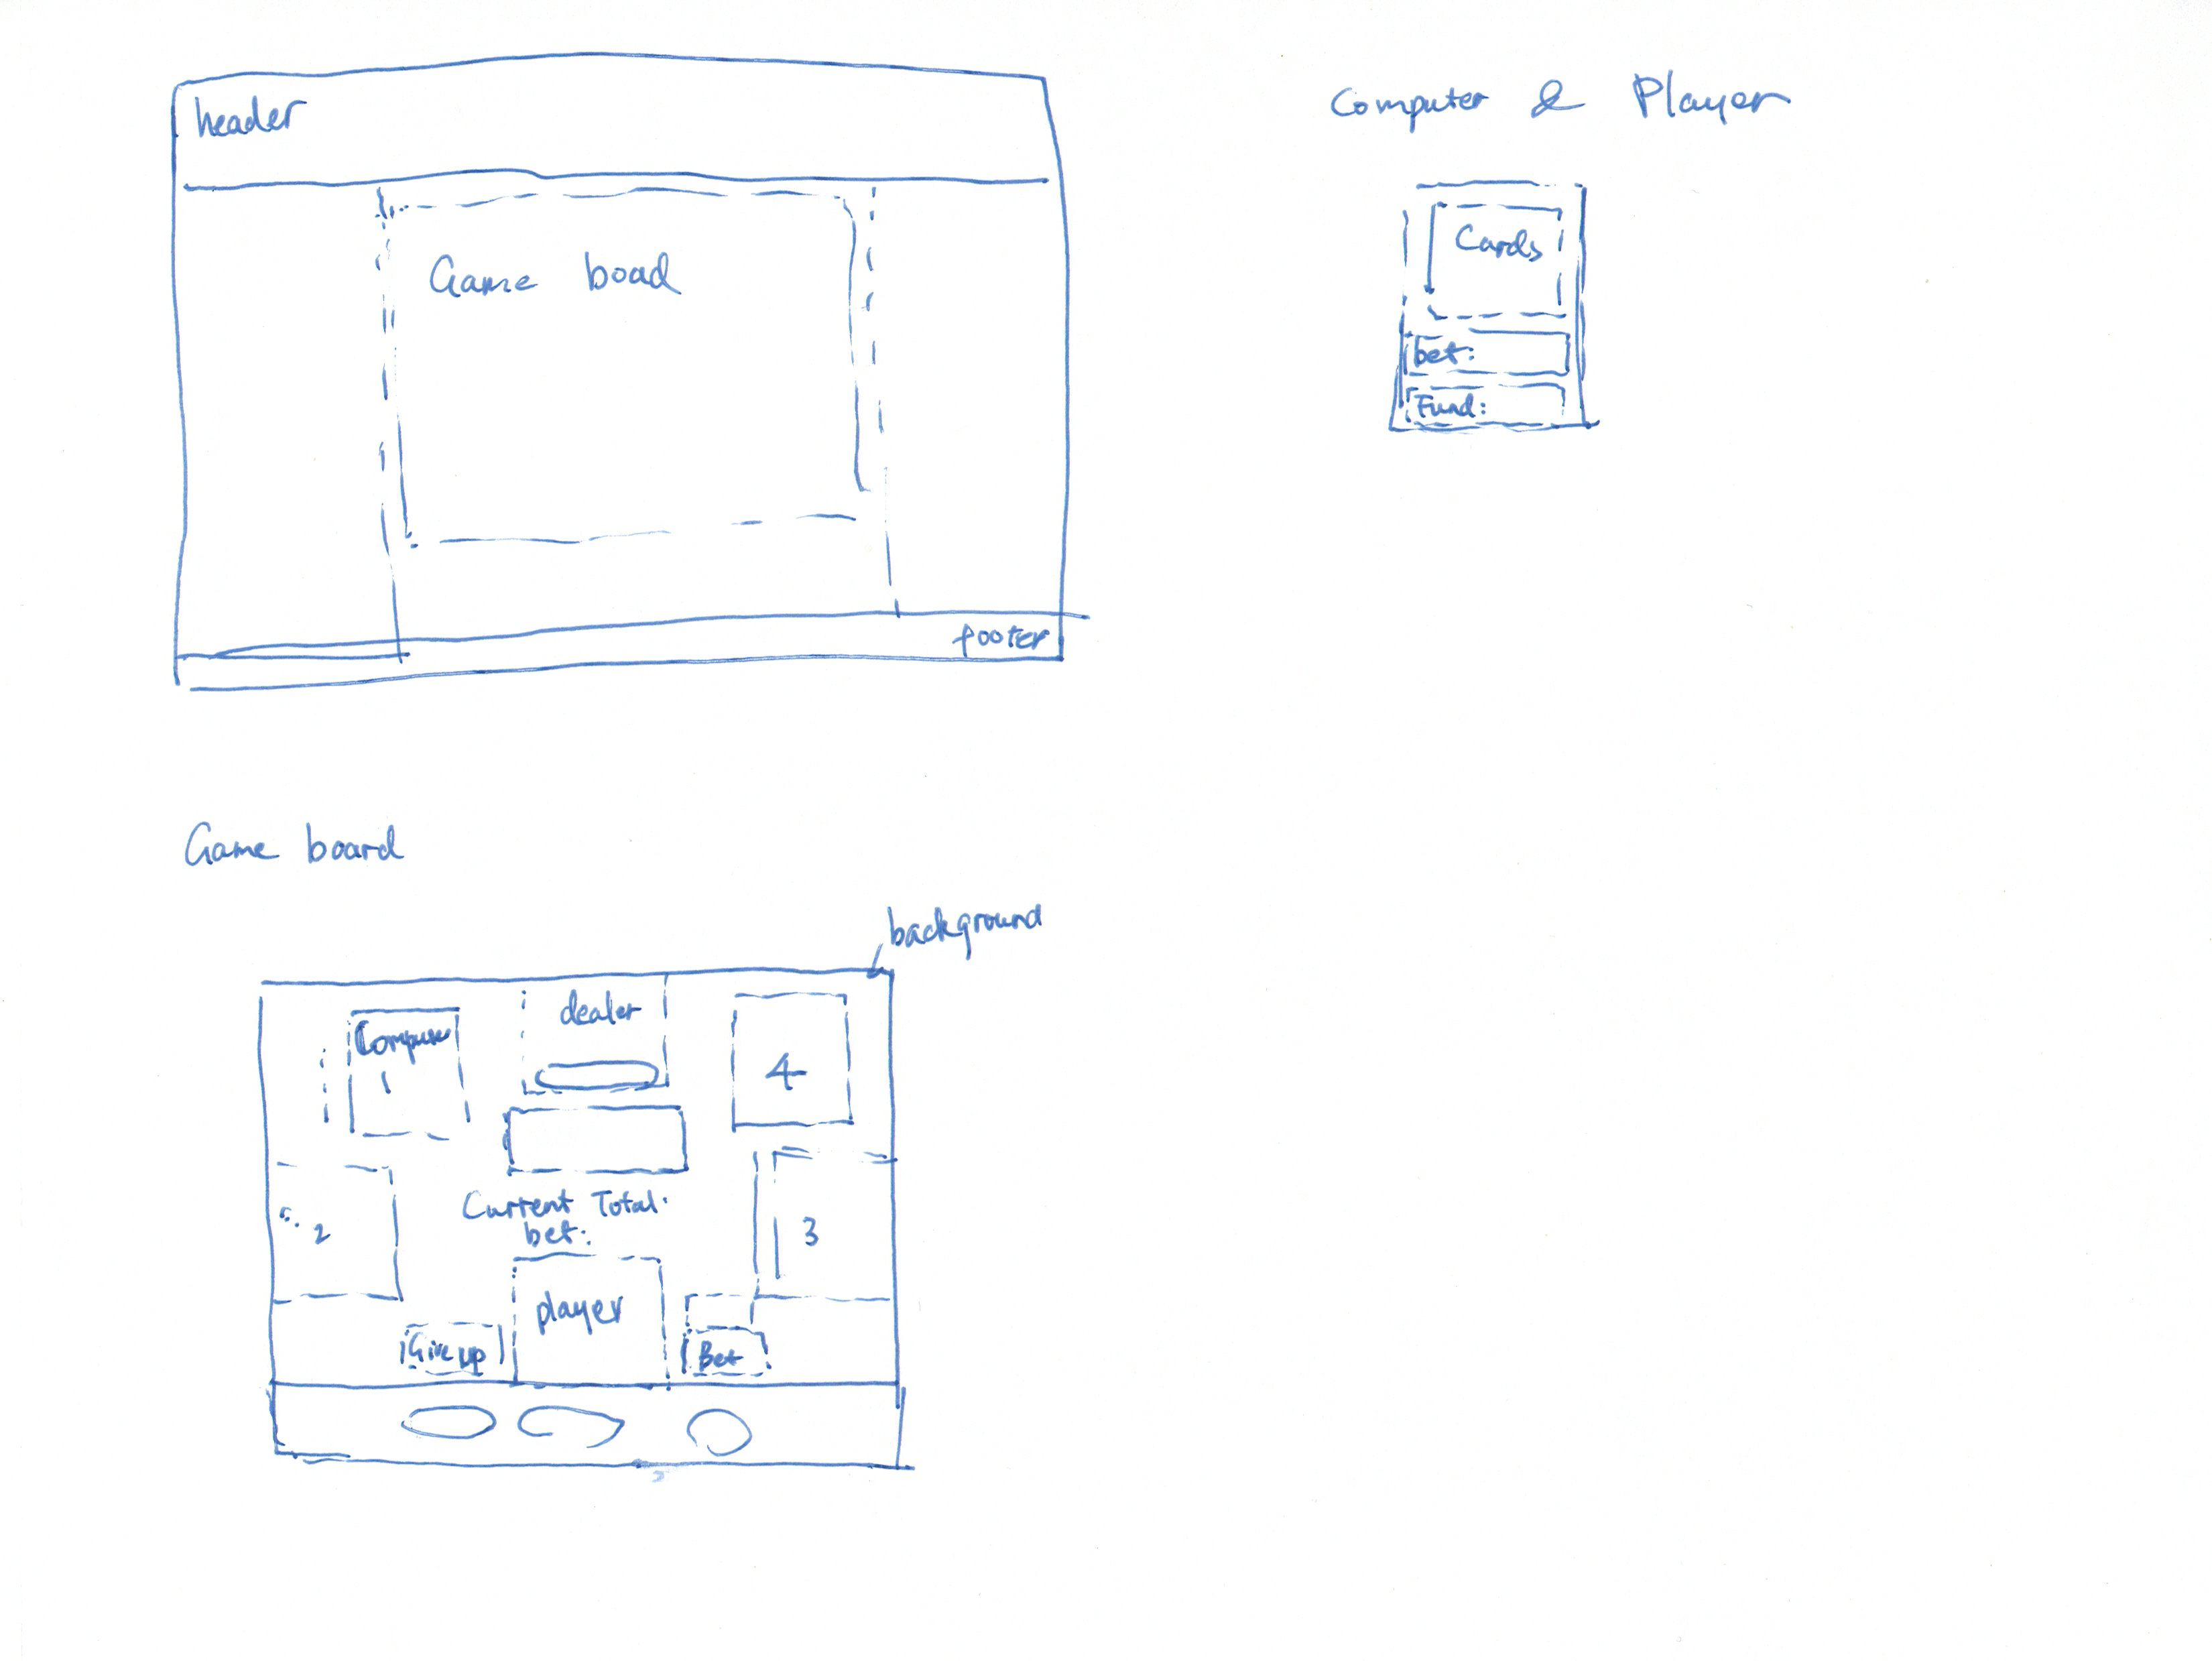 header
Game boad
footer
Computer & Player
Cards
bet:
Fund:
Game board
background
dealer
1
4
2
3
Current Total:
bet:
player
Give up
Bet